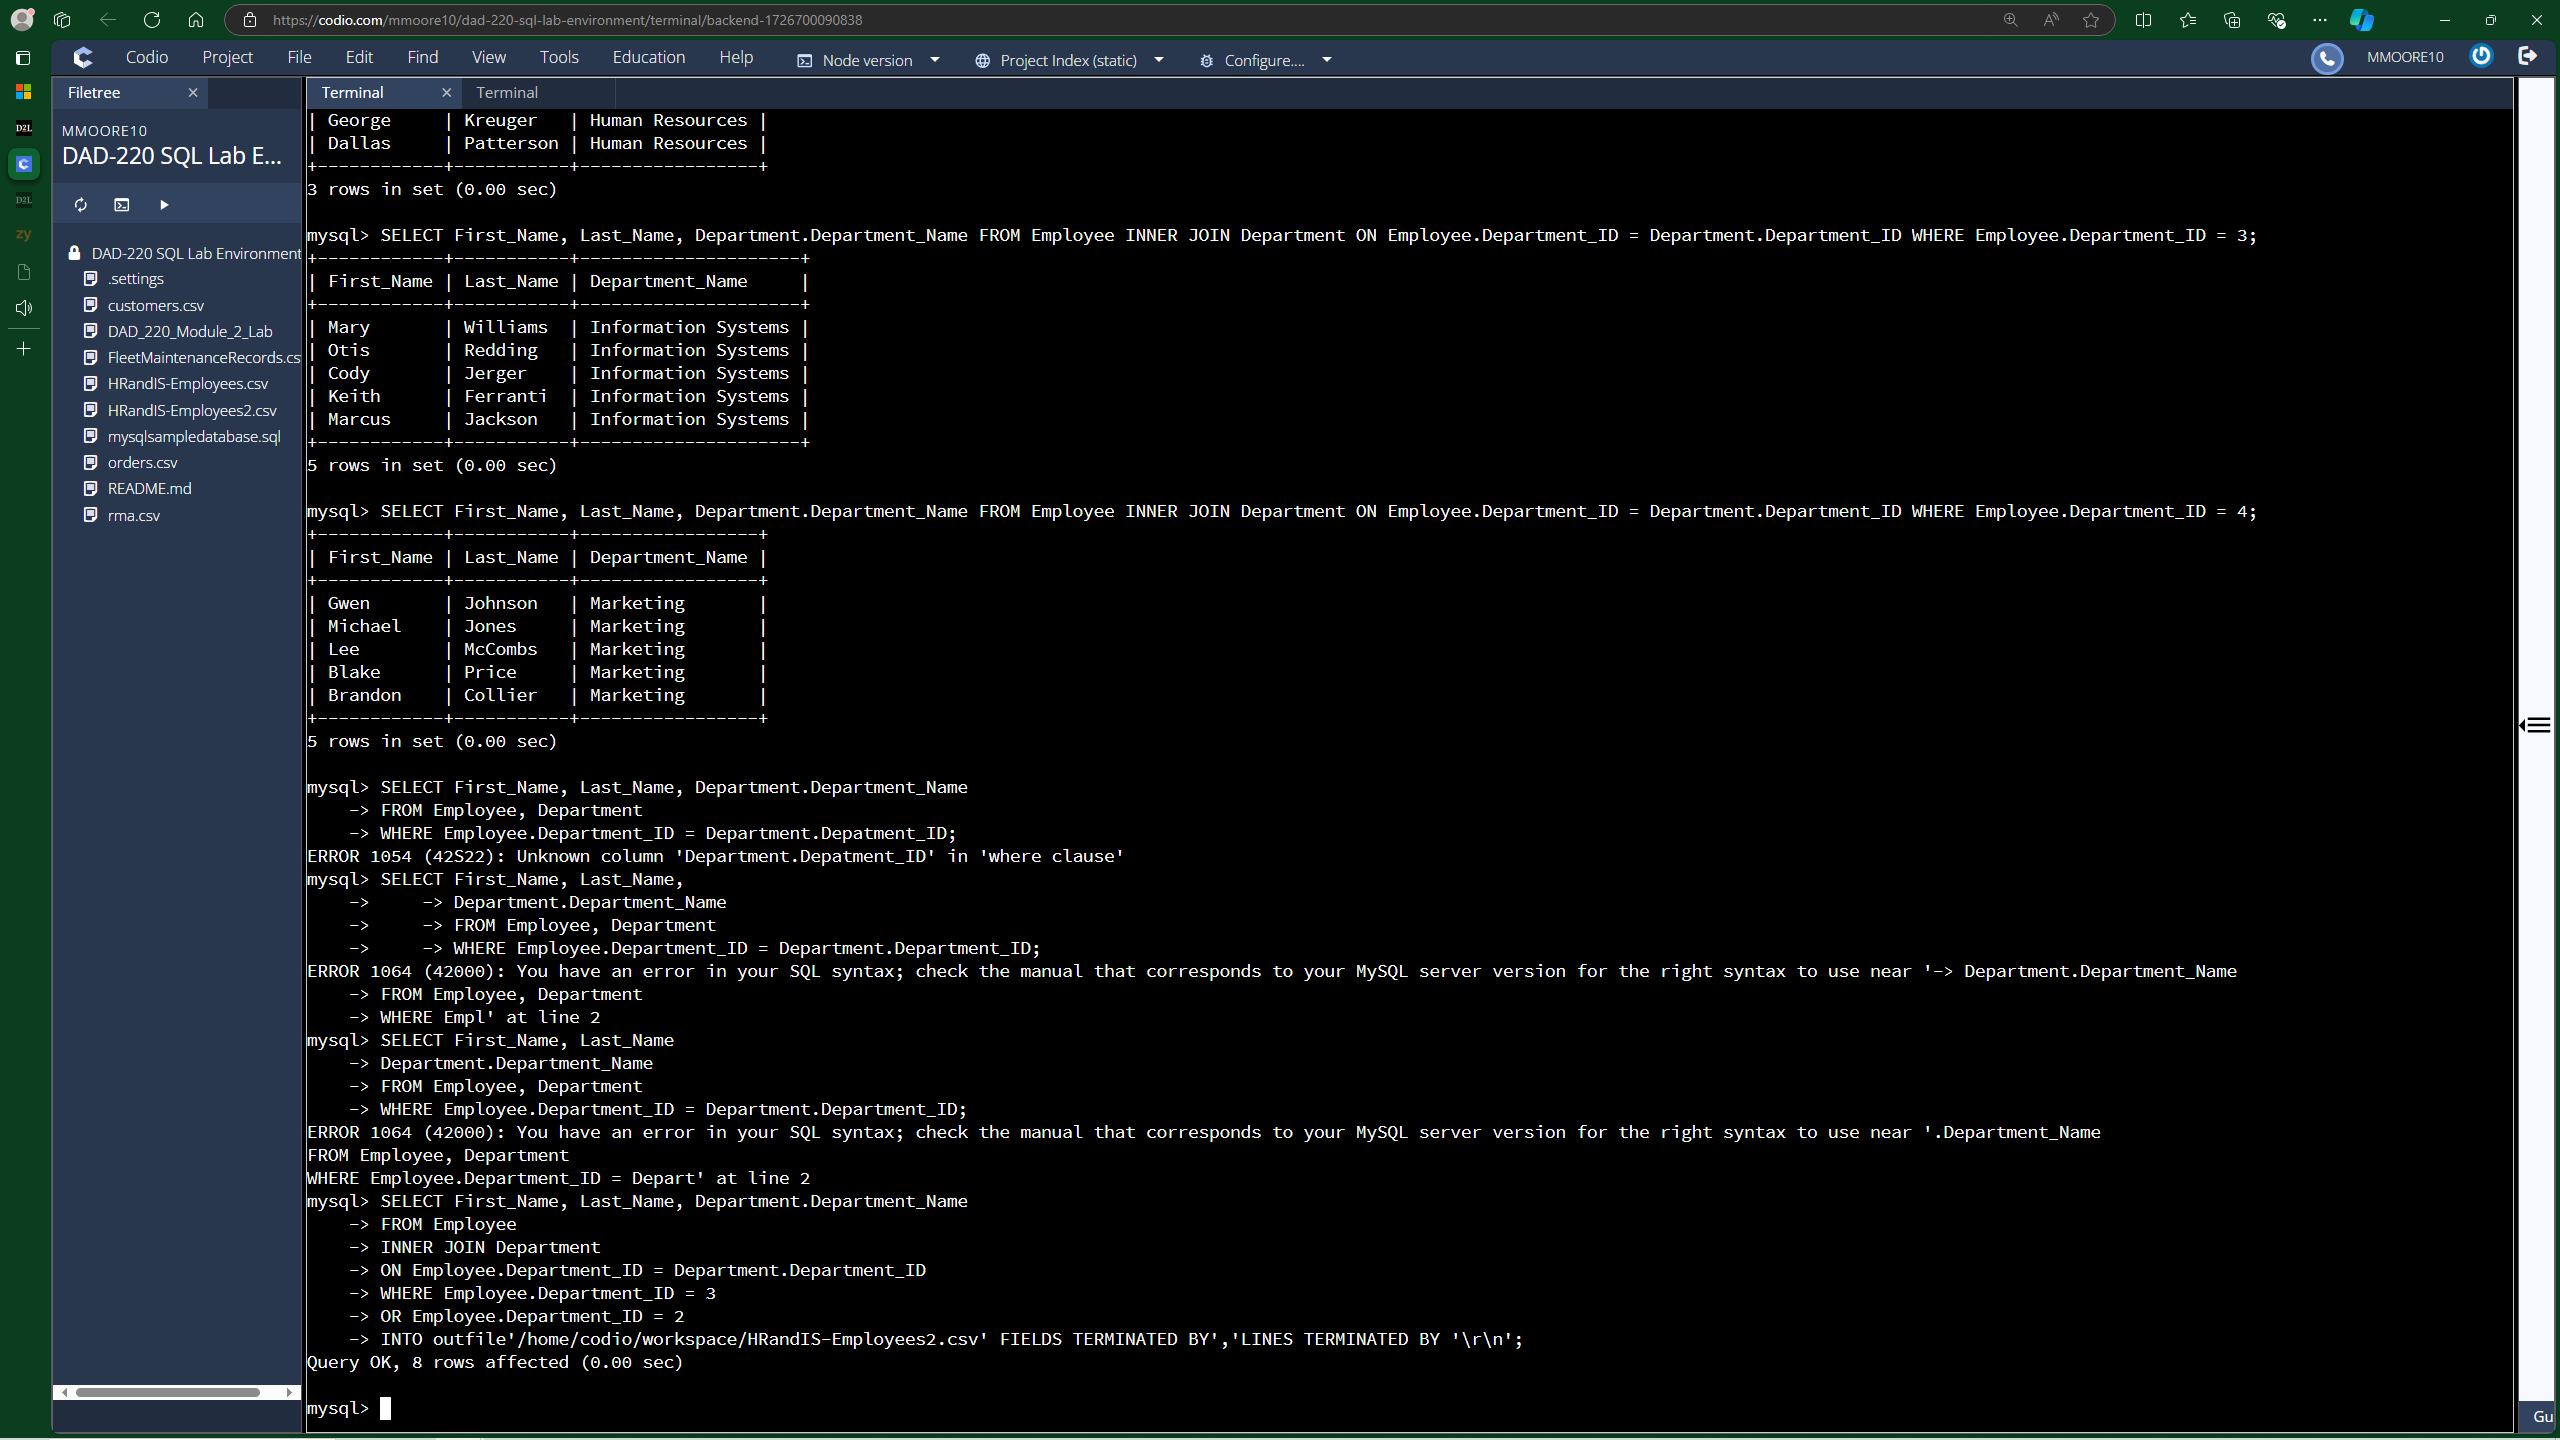 https://codio.com/mmoore10/dad-220-sql-lab-environment/terminal/backend-1726700090838
Codio Project File Edit Find View Tools Education Help Node version Project Index (static) Configure.... MMOORE10
Filetree
Terminal Terminal
MMOORE10
DAD-220 SQL Lab E...
DAD-220 SQL Lab Environment
.settings
customers.csv
DAD_220_Module_2_Lab
FleetMaintenanceRecords.cs
HRandIS-Employees.csv
HRandIS-Employees2.csv
mysqlsampledatabase.sql
orders.csv
README.md
rma.csv
D2L
D2L
zy
| George     | Kreuger   | Human Resources |
| Dallas     | Patterson | Human Resources |
+------------+-----------+-----------------+
3 rows in set (0.00 sec)
mysql> SELECT First_Name, Last_Name, Department.Department_Name FROM Employee INNER JOIN Department ON Employee.Department_ID = Department.Department_ID WHERE Employee.Department_ID = 3;
+------------+-----------+---------------------+
| First_Name | Last_Name | Department_Name     |
+------------+-----------+---------------------+
| Mary       | Williams  | Information Systems |
| Otis       | Redding   | Information Systems |
| Cody       | Jerger    | Information Systems |
| Keith      | Ferranti  | Information Systems |
| Marcus     | Jackson   | Information Systems |
+------------+-----------+---------------------+
5 rows in set (0.00 sec)
mysql> SELECT First_Name, Last_Name, Department.Department_Name FROM Employee INNER JOIN Department ON Employee.Department_ID = Department.Department_ID WHERE Employee.Department_ID = 4;
+------------+-----------+-----------------+
| First_Name | Last_Name | Department_Name |
+------------+-----------+-----------------+
| Gwen       | Johnson   | Marketing       |
| Michael    | Jones     | Marketing       |
| Lee        | McCombs   | Marketing       |
| Blake      | Price     | Marketing       |
| Brandon    | Collier   | Marketing       |
+------------+-----------+-----------------+
5 rows in set (0.00 sec)
mysql> SELECT First_Name, Last_Name, Department.Department_Name
    -> FROM Employee, Department
    -> WHERE Employee.Department_ID = Department.Depatment_ID;
ERROR 1054 (42S22): Unknown column 'Department.Depatment_ID' in 'where clause'
mysql> SELECT First_Name, Last_Name,
    ->     -> Department.Department_Name
    ->     -> FROM Employee, Department
    ->     -> WHERE Employee.Department_ID = Department.Department_ID;
ERROR 1064 (42000): You have an error in your SQL syntax; check the manual that corresponds to your MySQL server version for the right syntax to use near '-> Department.Department_Name
    -> FROM Employee, Department
    -> WHERE Empl' at line 2
mysql> SELECT First_Name, Last_Name
    -> Department.Department_Name
    -> FROM Employee, Department
    -> WHERE Employee.Department_ID = Department.Department_ID;
ERROR 1064 (42000): You have an error in your SQL syntax; check the manual that corresponds to your MySQL server version for the right syntax to use near '.Department_Name
FROM Employee, Department
WHERE Employee.Department_ID = Depart' at line 2
mysql> SELECT First_Name, Last_Name, Department.Department_Name
    -> FROM Employee
    -> INNER JOIN Department
    -> ON Employee.Department_ID = Department.Department_ID
    -> WHERE Employee.Department_ID = 3
    -> OR Employee.Department_ID = 2
    -> INTO outfile'/home/codio/workspace/HRandIS-Employees2.csv' FIELDS TERMINATED BY','LINES TERMINATED BY '\r\n';
Query OK, 8 rows affected (0.00 sec)
mysql>
Gu